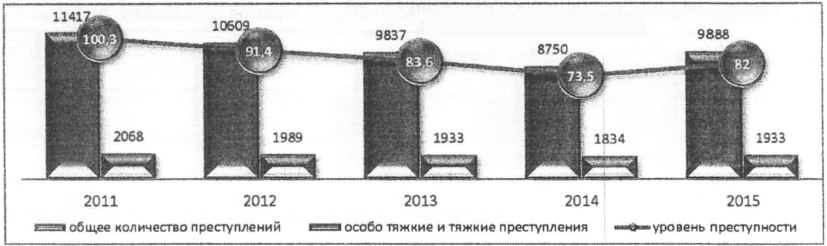 11417 10609 9837 8750 9888
100,3 91,4 83,6 73,5 82
2068 1989 1933 1834 1933
2011 2012 2013 2014 2015
общее количество преступлений особо тяжкие и тяжкие преступления уровень преступности